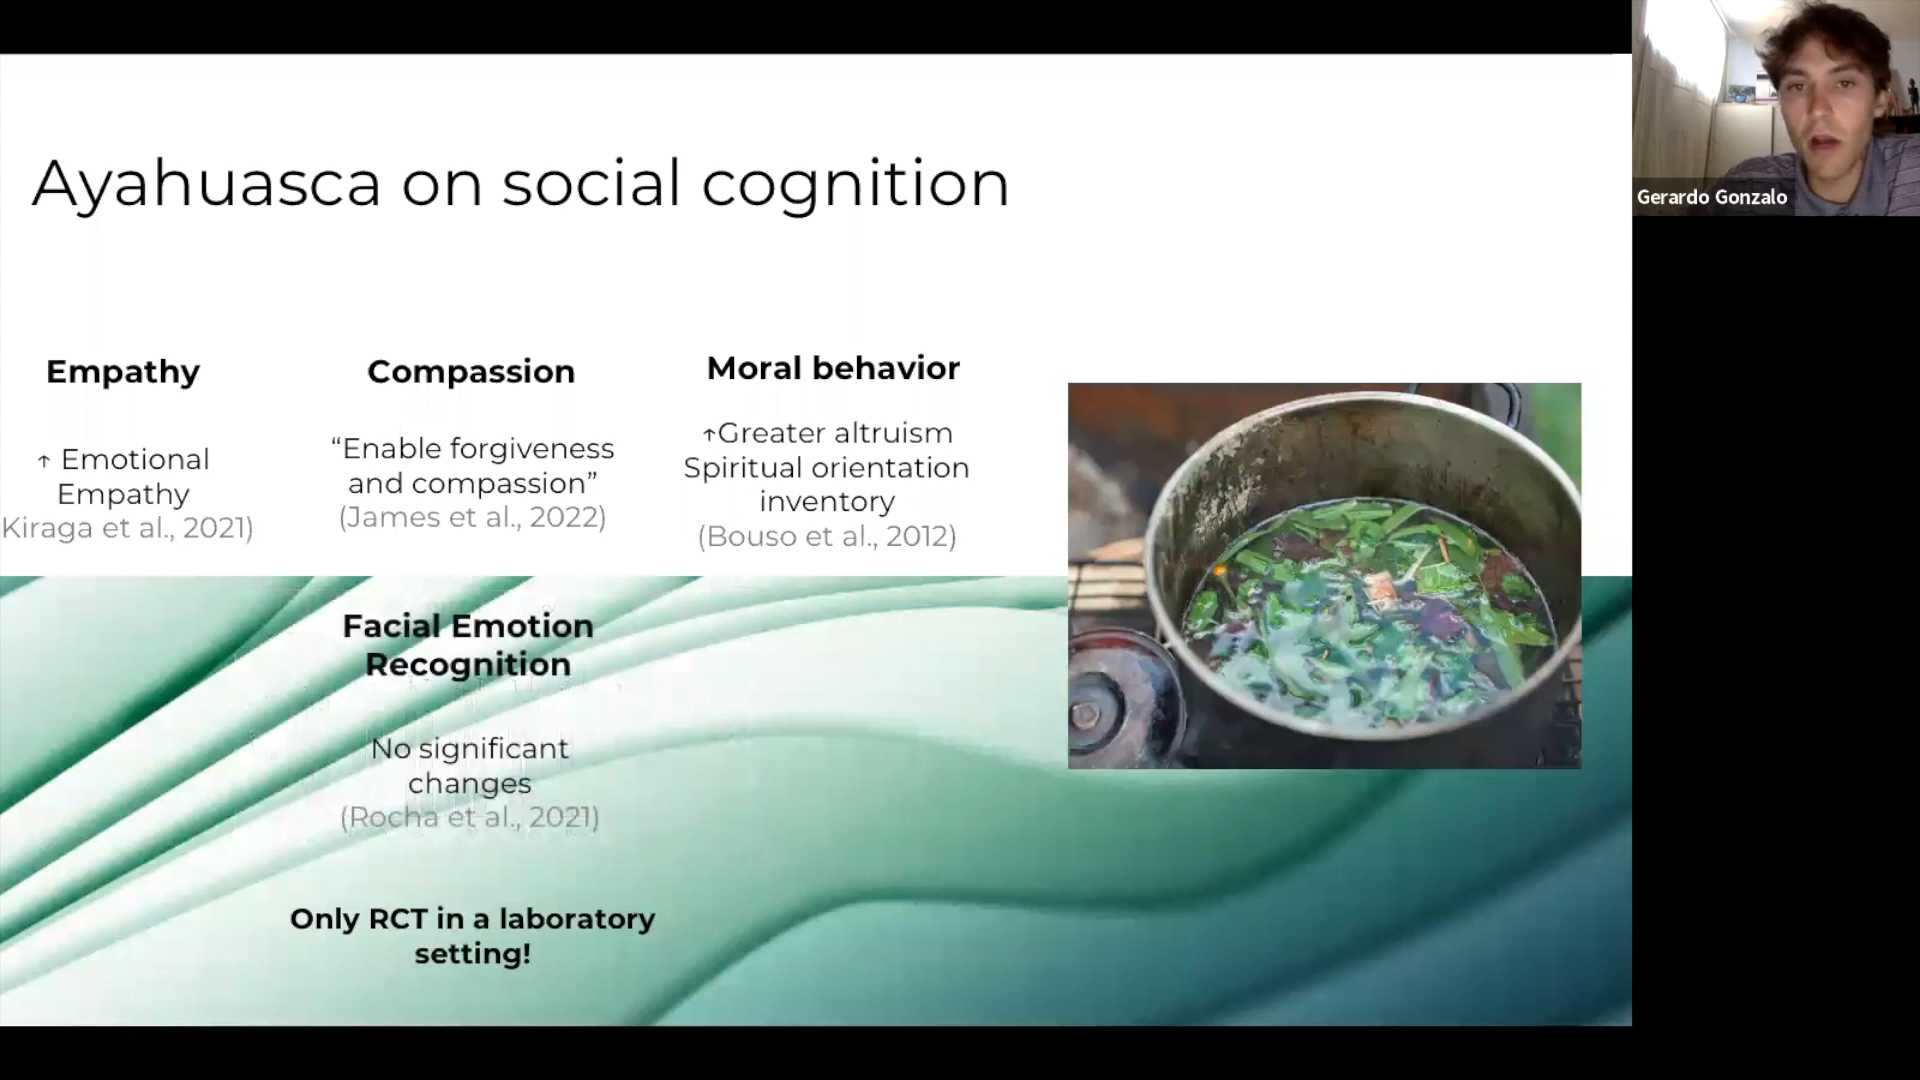 Ayahuasca on social cognition
Empathy
↑ Emotional
Empathy
Kiraga et al., 2021)
Compassion
“Enable forgiveness
and compassion”
(James et al., 2022)
Moral behavior
↑Greater altruism
Spiritual orientation
inventory
(Bouso et al., 2012)
Facial Emotion
Recognition
No significant
changes
(Rocha et al., 2021)
Only RCT in a laboratory
setting!
Gerardo Gonzalo